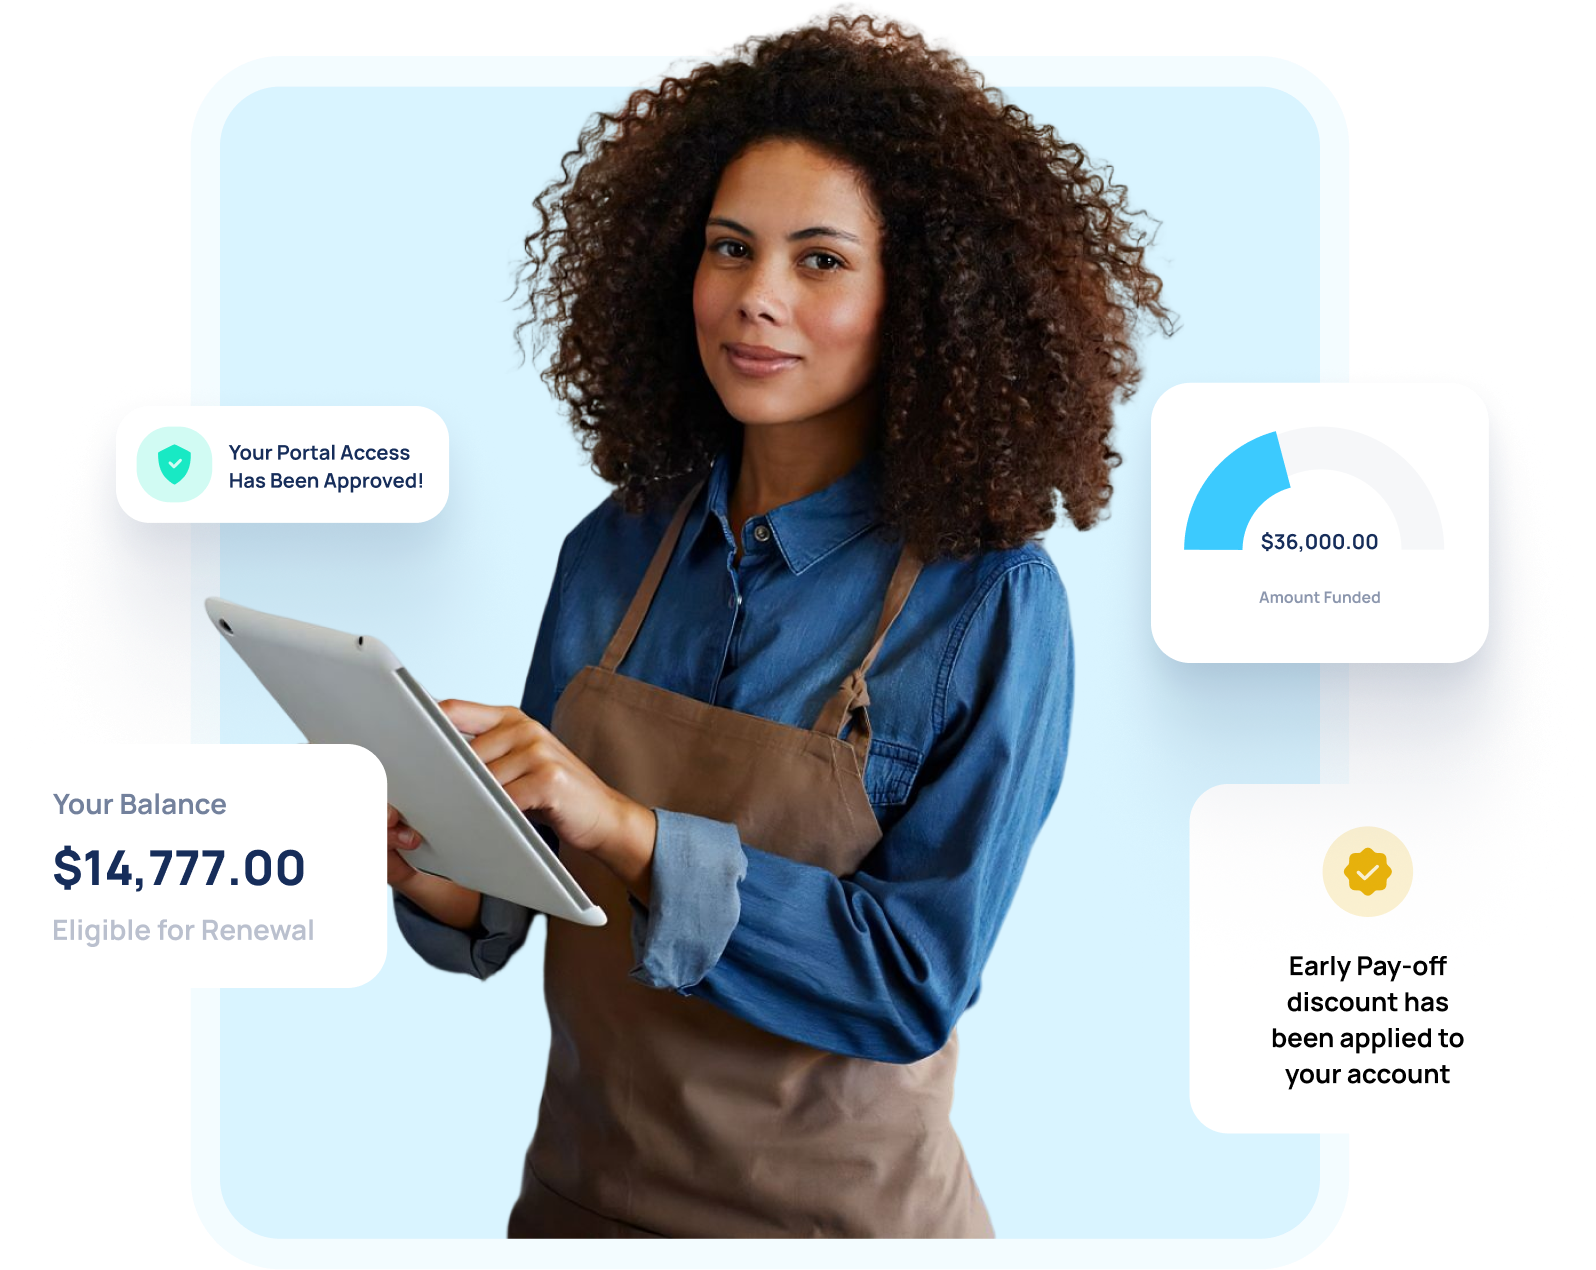 Your Portal Access
Has Been Approved!
$36,000.00
Amount Funded
Your Balance
$14,777.00
Eligible for Renewal
Early Pay-off
discount has
been applied to
your account